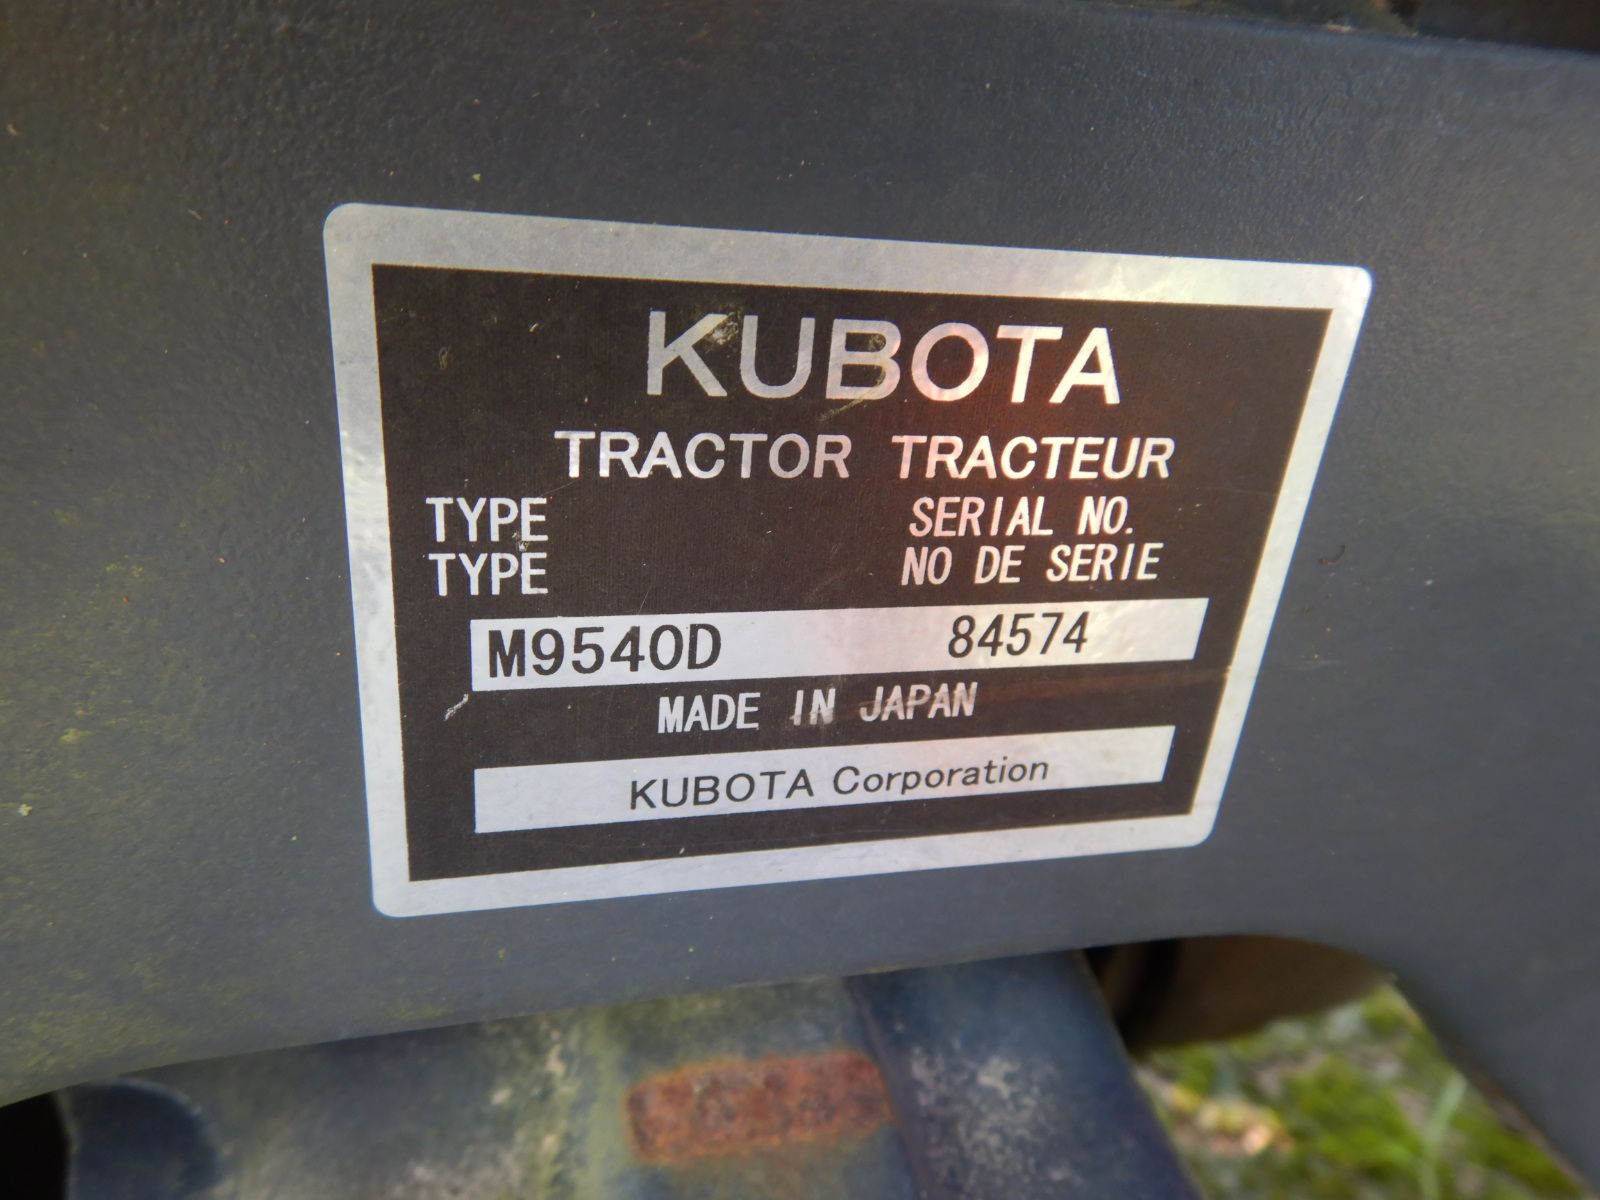 KUBOTA
TRACTOR TRACTEUR
TYPE SERIAL NO.
TYPE NO DE SERIE
M9540D 84574
MADE IN JAPAN
KUBOTA Corporation